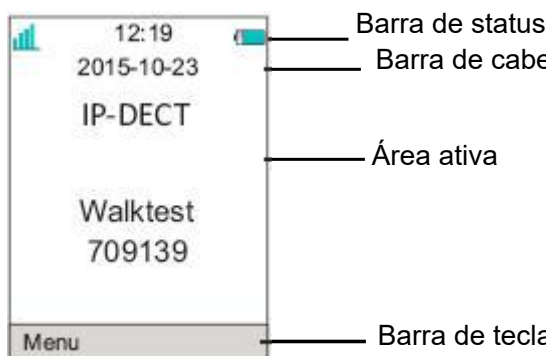 Barra de status
12:19
Barra de cabe
2015-10-23
IP-DECT
Área ativa
Walktest
709139
Menu
Barra de tecla